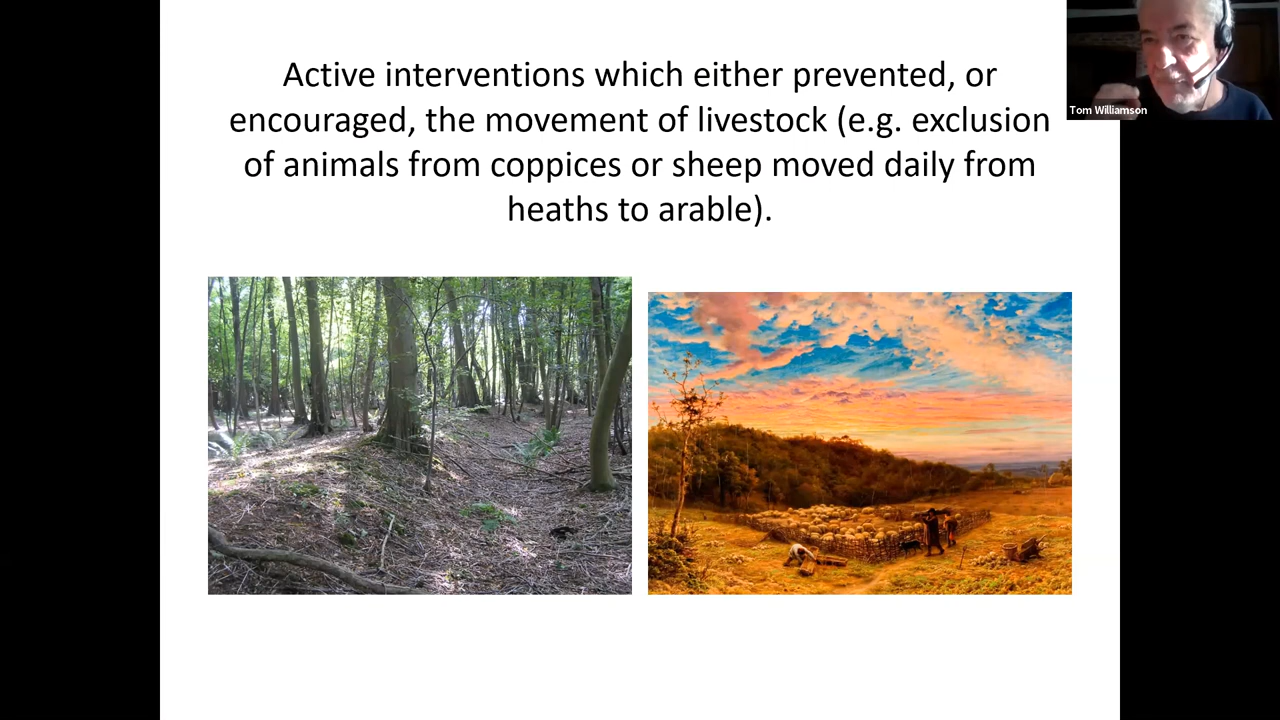 Active interventions which either prevented, or
encouraged, the movement of livestock (e.g. exclusion
of animals from coppices or sheep moved daily from
heaths to arable).
Tom Williamson